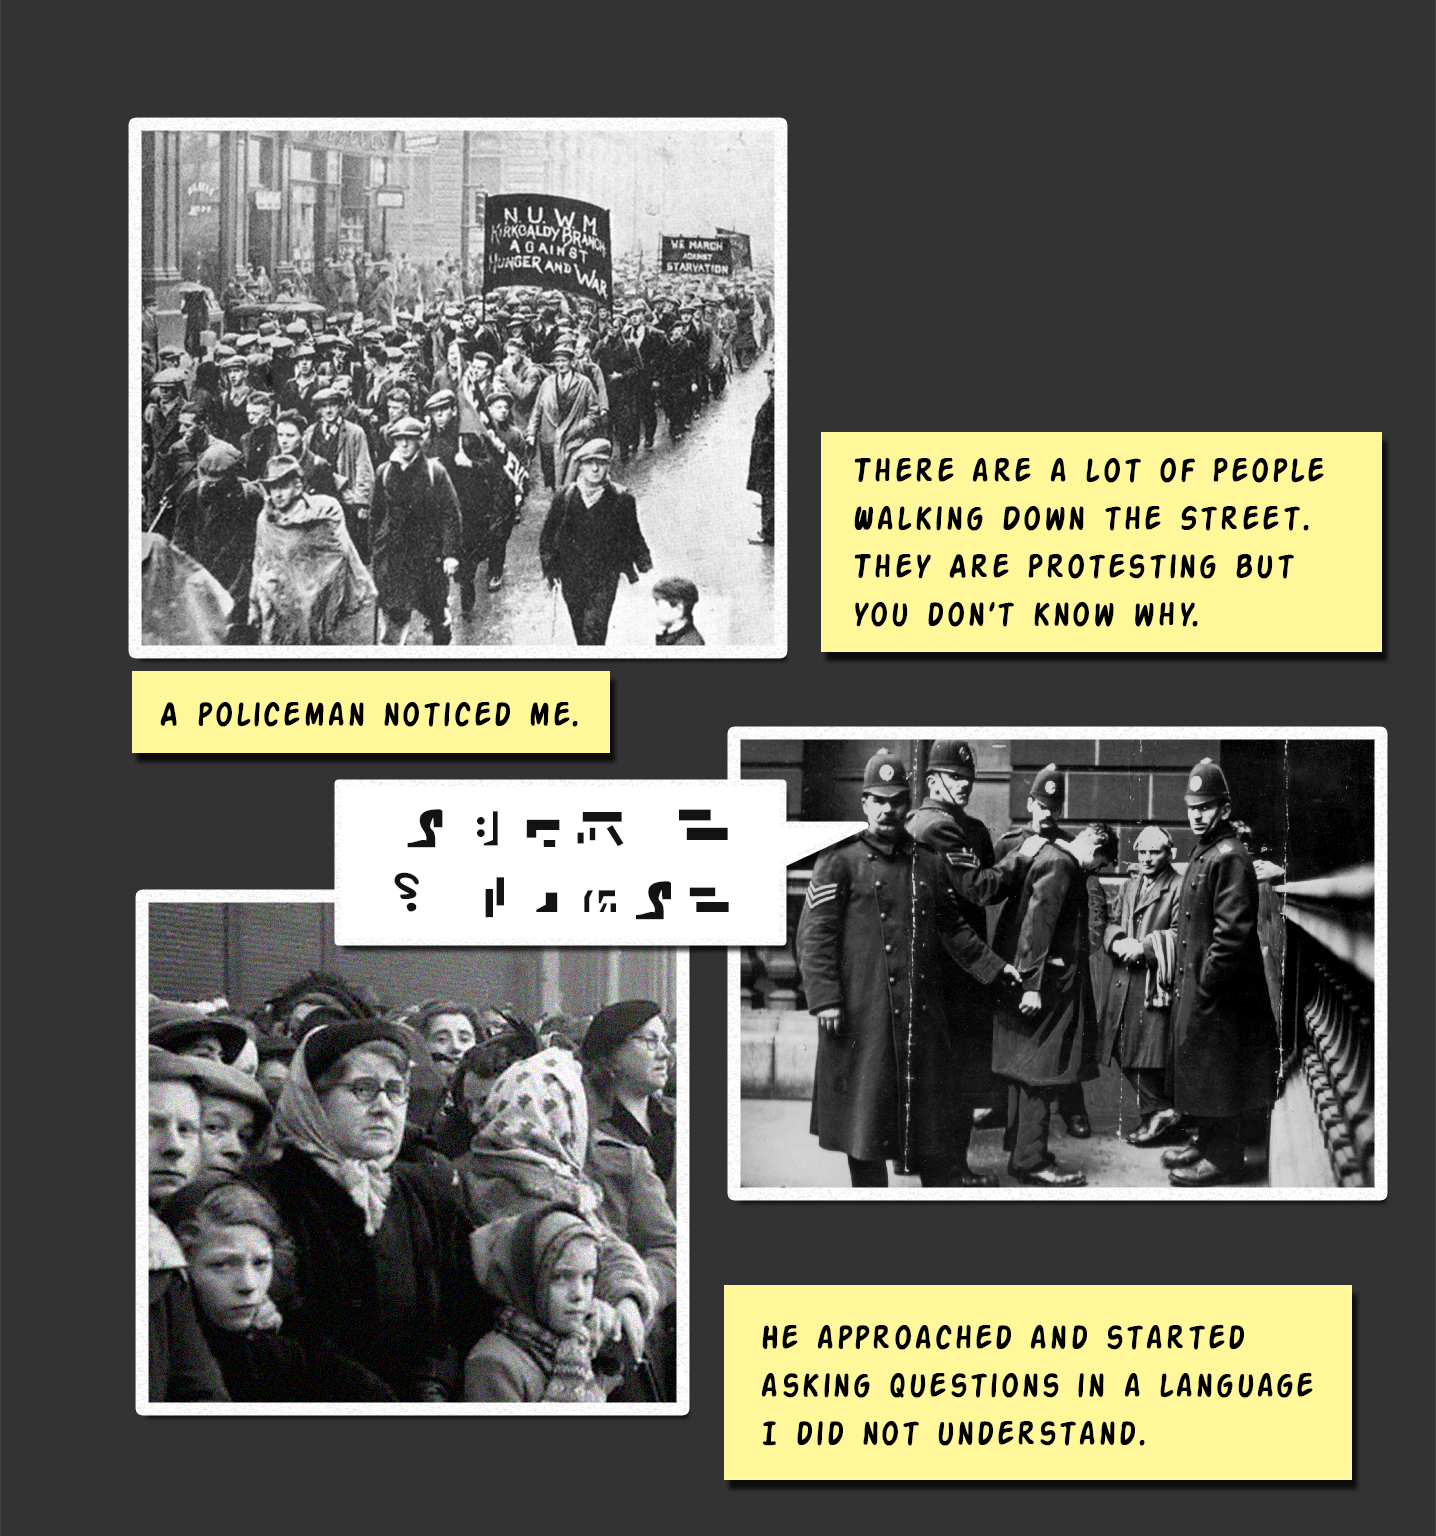 N.U.W.M
KIRKCALDY BRANCH
AGAINST
HUNGER AND WAR
WE MARCH
AGAINST
STARVATION
THERE ARE A LOT OF PEOPLE
WALKING DOWN THE STREET.
THEY ARE PROTESTING BUT
YOU DON'T KNOW WHY.
A POLICEMAN NOTICED ME.
HE APPROACHED AND STARTED
ASKING QUESTIONS IN A LANGUAGE
I DID NOT UNDERSTAND.